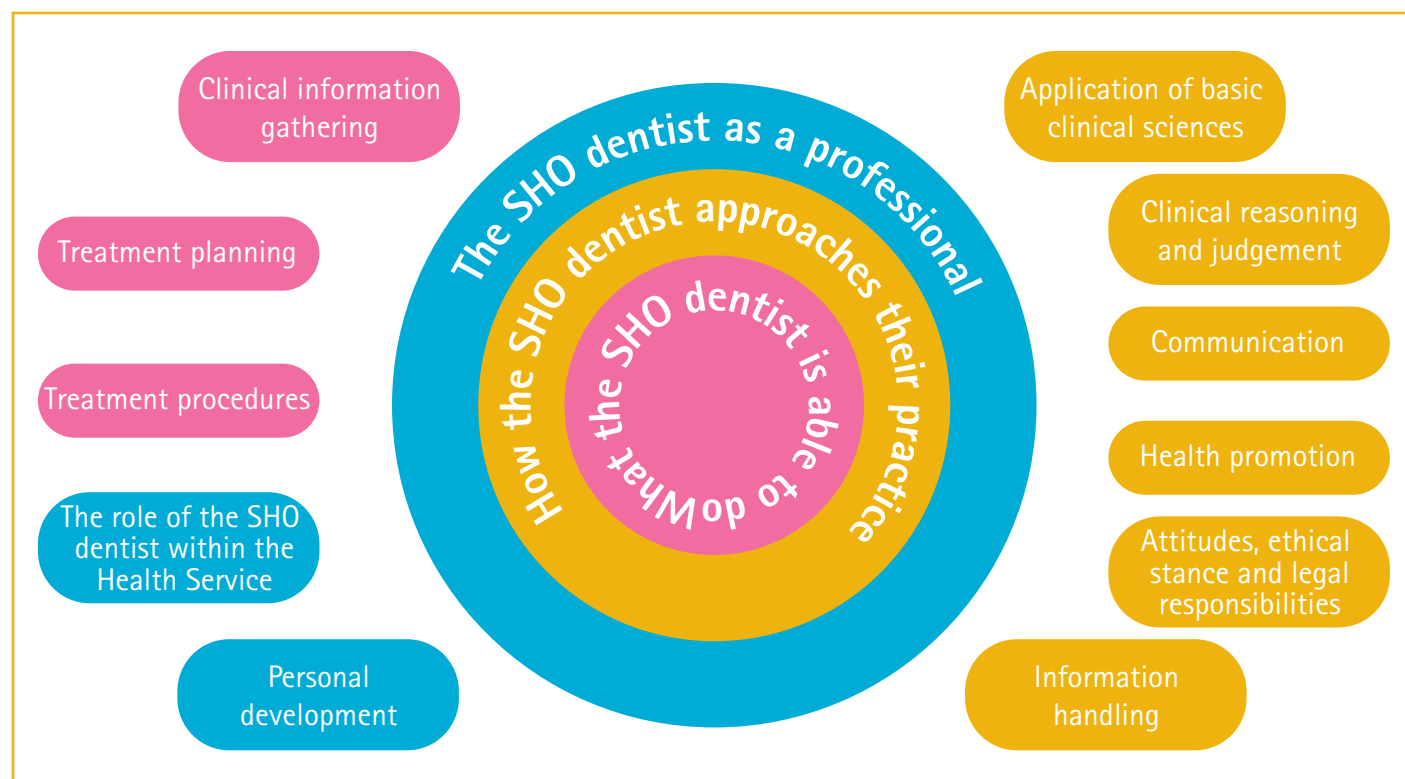 Clinical information
gathering
Treatment planning
Treatment procedures
The role of the SHO
dentist within the
Health Service
Personal
development
The SHO dentist as a professional
How the SHO dentist approaches their practice
What the SHO dentist is able to do
Application of basic
clinical sciences
Clinical reasoning
and judgement
Communication
Health promotion
Attitudes, ethical
stance and legal
responsibilities
Information
handling